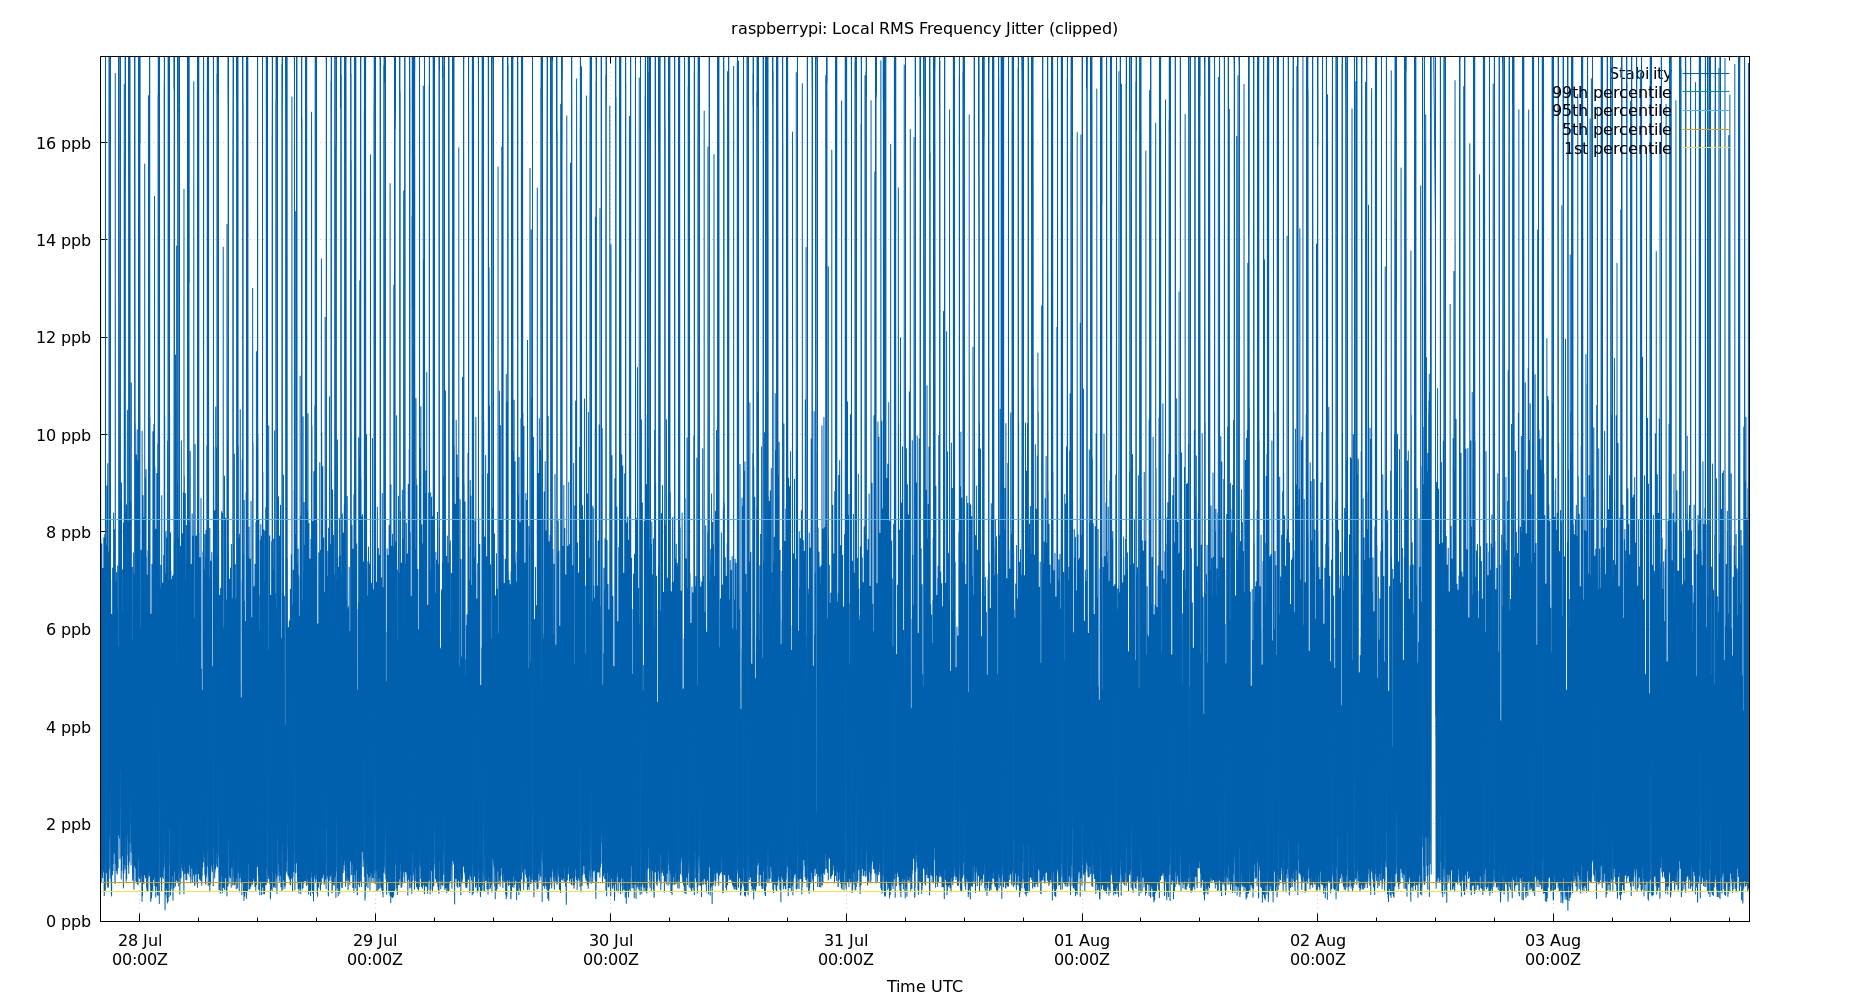 raspberrypi: Local RMS Frequency Jitter (clipped)
Stability
99th percentile
95th percentile
5th percentile
1st percentile
16 ppb
14 ppb
12 ppb
10 ppb
8 ppb
6 ppb
4 ppb
2 ppb
0 ppb
28 Jul 29 Jul 30 Jul 31 Jul 01 Aug 02 Aug 03 Aug
00:00Z 00:00Z 00:00Z 00:00Z 00:00Z 00:00Z 00:00Z
Time UTC